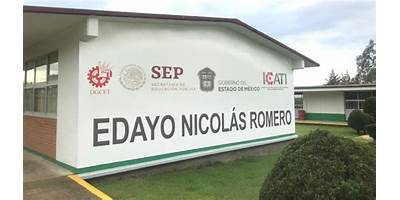 DGCFT
SEP
SECRETARÍA DE
EDUCACIÓN PÚBLICA
GOBIERNO DEL
ESTADO DE MÉXICO
ICATI
EDAYO NICOLÁS ROMERO